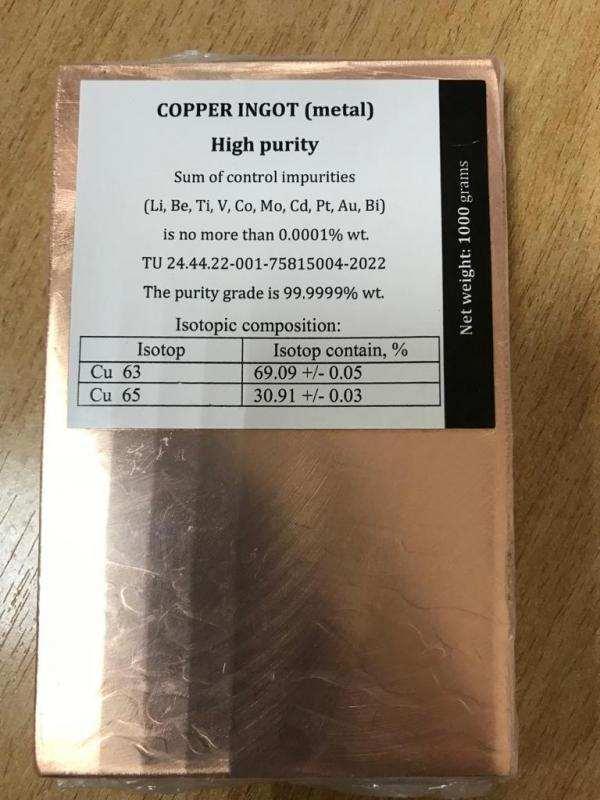 COPPER INGOT (metal)
High purity
Sum of control impurities
(Li, Be, Ti, V, Co, Mo, Cd, Pt, Au, Bi)
is no more than 0.0001% wt.
TU 24.44.22-001-75815004-2022
The purity grade is 99.9999% wt.
Isotopic composition:
Isotop Isotop contain, %
Cu 63 69.09 +/- 0.05
Cu 65 30.91 +/- 0.03
Net weight: 1000 grams